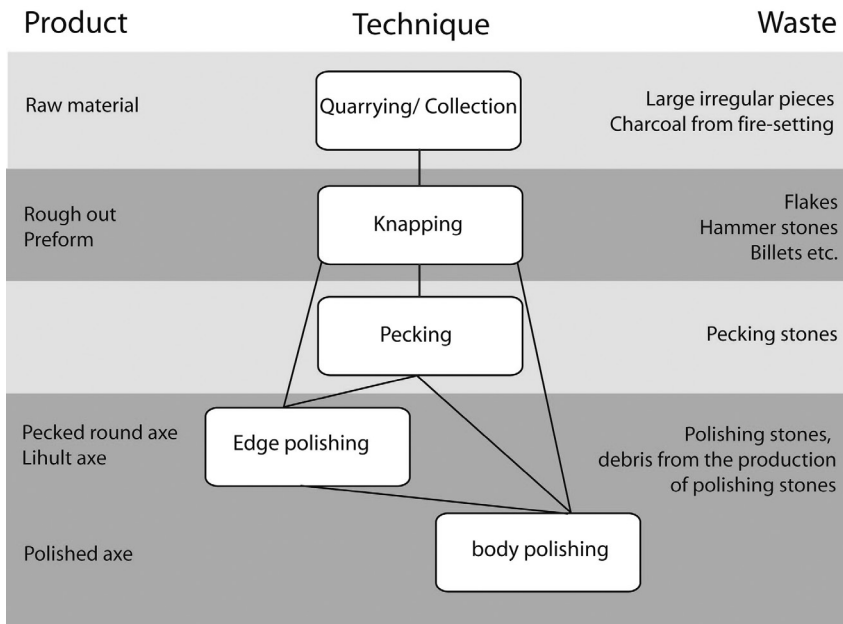 Product
Technique
Waste
Raw material
Quarrying/ Collection
Large irregular pieces
Charcoal from fire-setting
Rough out
Preform
Knapping
Flakes
Hammer stones
Billets etc.
Pecking
Pecking stones
Pecked round axe
Lihult axe
Edge polishing
Polishing stones,
debris from the production
of polishing stones
Polished axe
body polishing